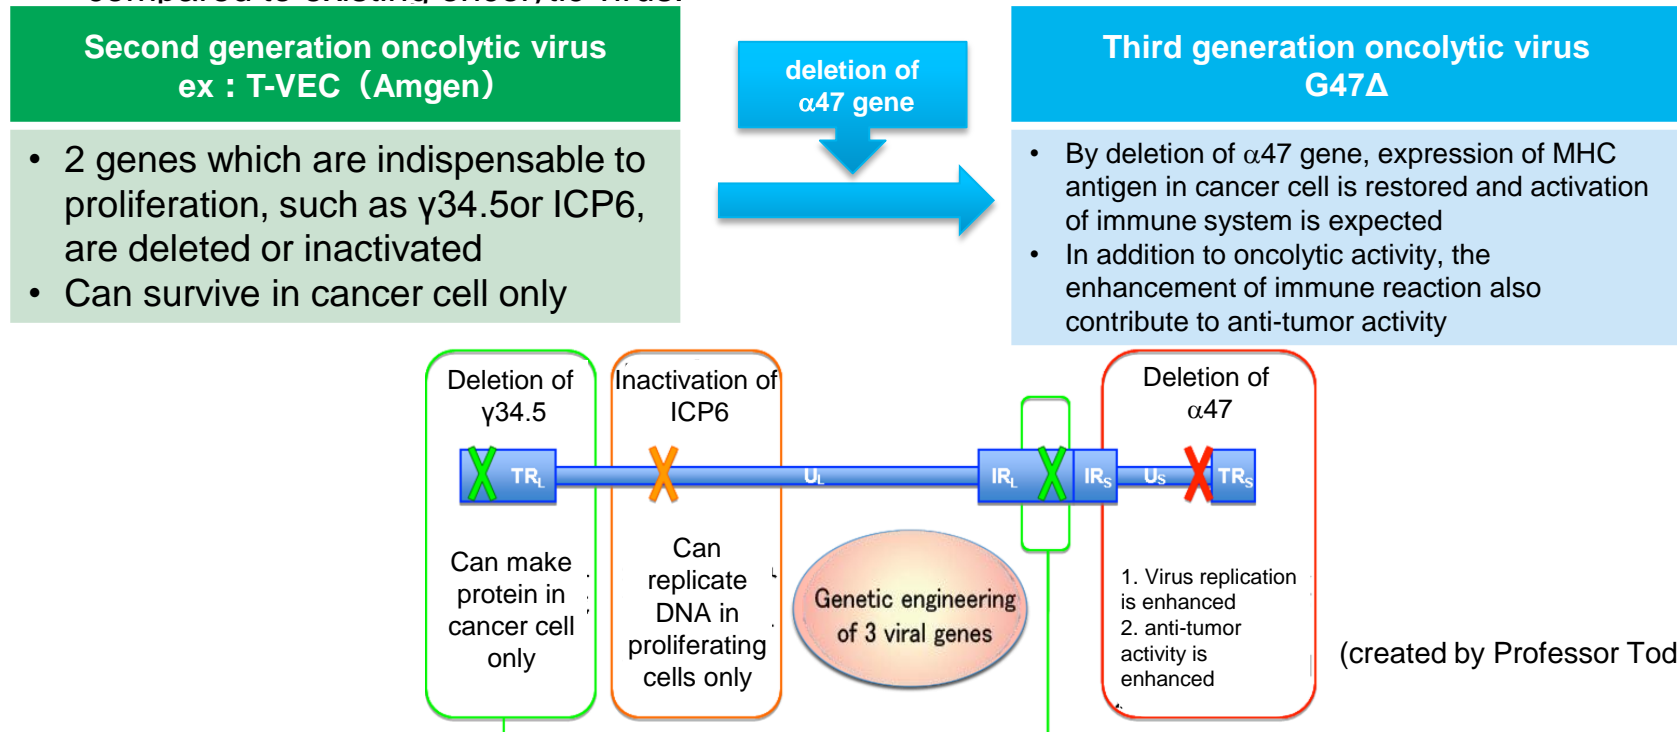 compared to existing oncolytic virus.
Second generation oncolytic virus
ex：T-VEC（Amgen）
deletion of
α47 gene
Third generation oncolytic virus
G47Δ
• 2 genes which are indispensable to
proliferation, such as γ34.5or ICP6,
are deleted or inactivated
• Can survive in cancer cell only
• By deletion of α47 gene, expression of MHC
antigen in cancer cell is restored and activation
of immune system is expected
• In addition to oncolytic activity, the
enhancement of immune reaction also
contribute to anti-tumor activity
Deletion of
γ34.5
Inactivation of
ICP6
Deletion of
α47
TRL UL IRL IRS US TRS
Can make
protein in
cancer cell
only
Can
replicate
DNA in
proliferating
cells only
Genetic engineering
of 3 viral genes
1. Virus replication
is enhanced
2. anti-tumor
activity is
enhanced
(created by Professor Tod